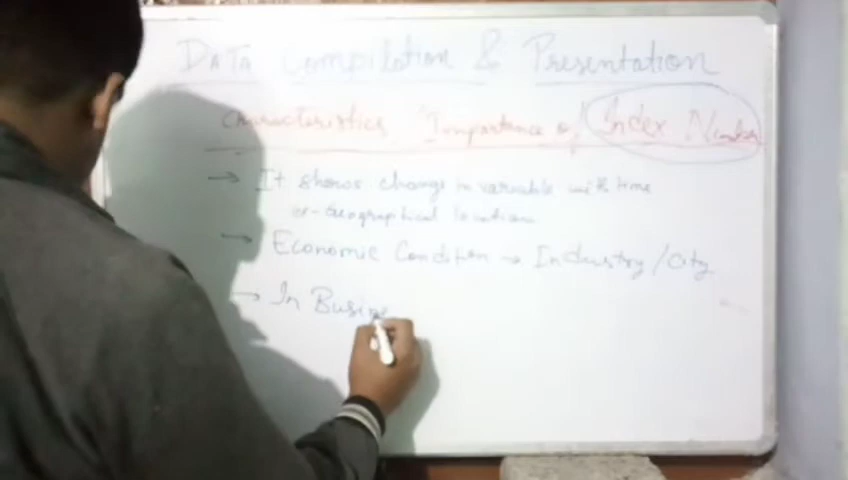 DATA Compilation & Presentation
Characteristics Importance of Index Number
→ It shows change in variable with time
or Geographical location
→ Economic Condition → Industry/City
→ In Busine